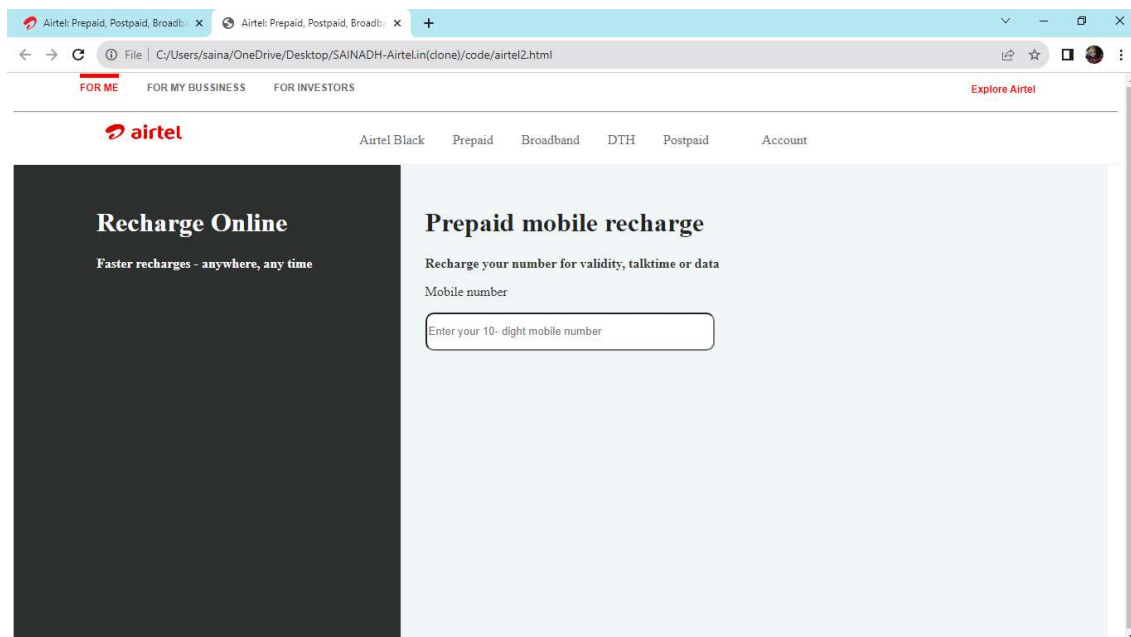 Airtel: Prepaid, Postpaid, Broadba Airtel: Prepaid, Postpaid, Broadba
File C:/Users/saina/OneDrive/Desktop/SAINADH-Airtel.in(clone)/code/airtel2.html
FOR ME FOR MY BUSSINESS FOR INVESTORS Explore Airtel
airtel Airtel Black Prepaid Broadband DTH Postpaid Account
Recharge Online
Faster recharges - anywhere, any time
Prepaid mobile recharge
Recharge your number for validity, talktime or data
Mobile number
Enter your 10- dight mobile number